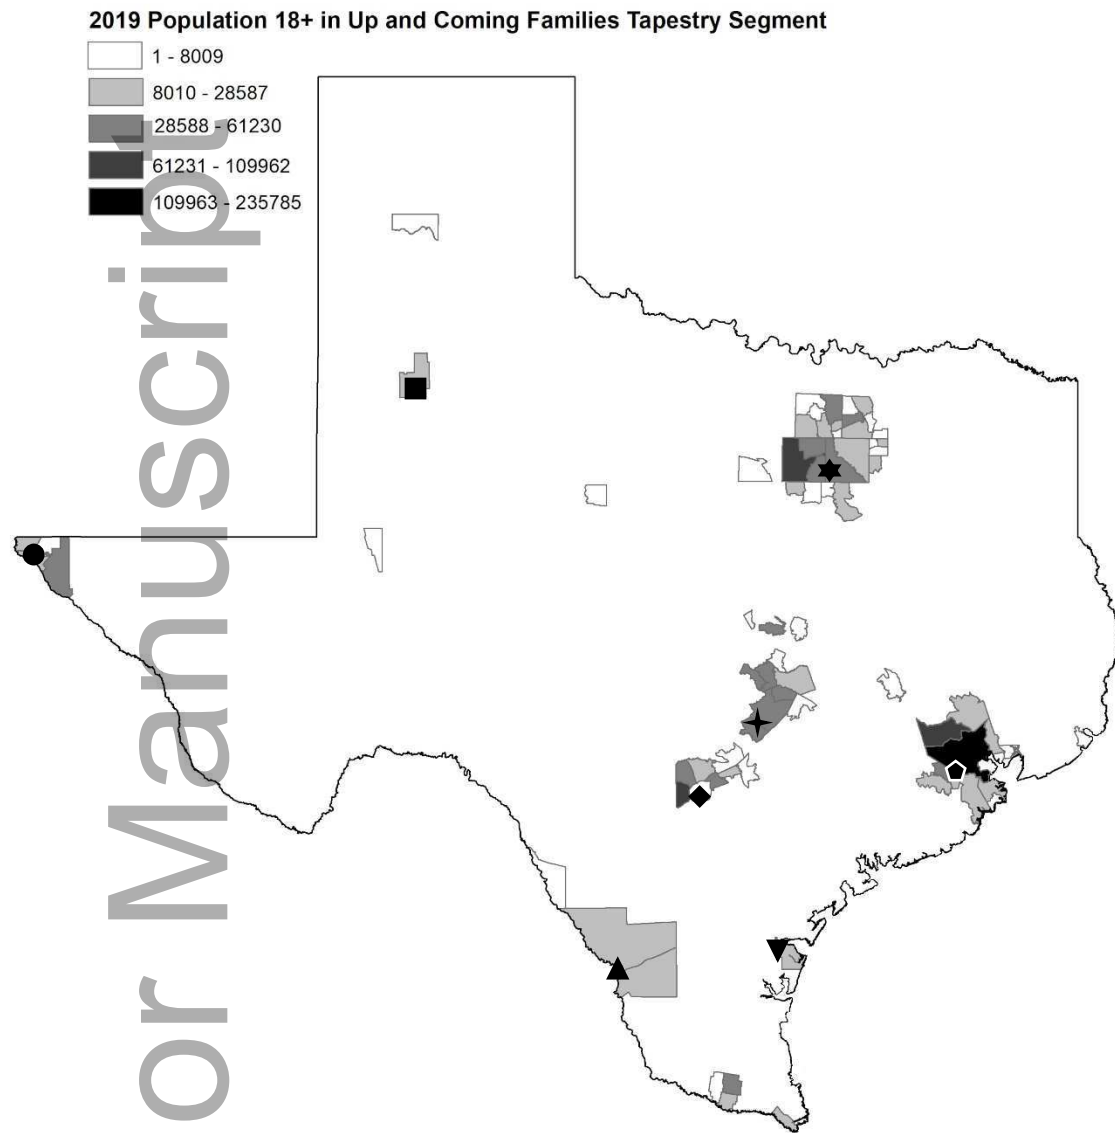 2019 Population 18+ in Up and Coming Families Tapestry Segment
1 - 8009
8010 - 28587
28588 - 61230
61231 - 109962
109963 - 235785
or Manuscript